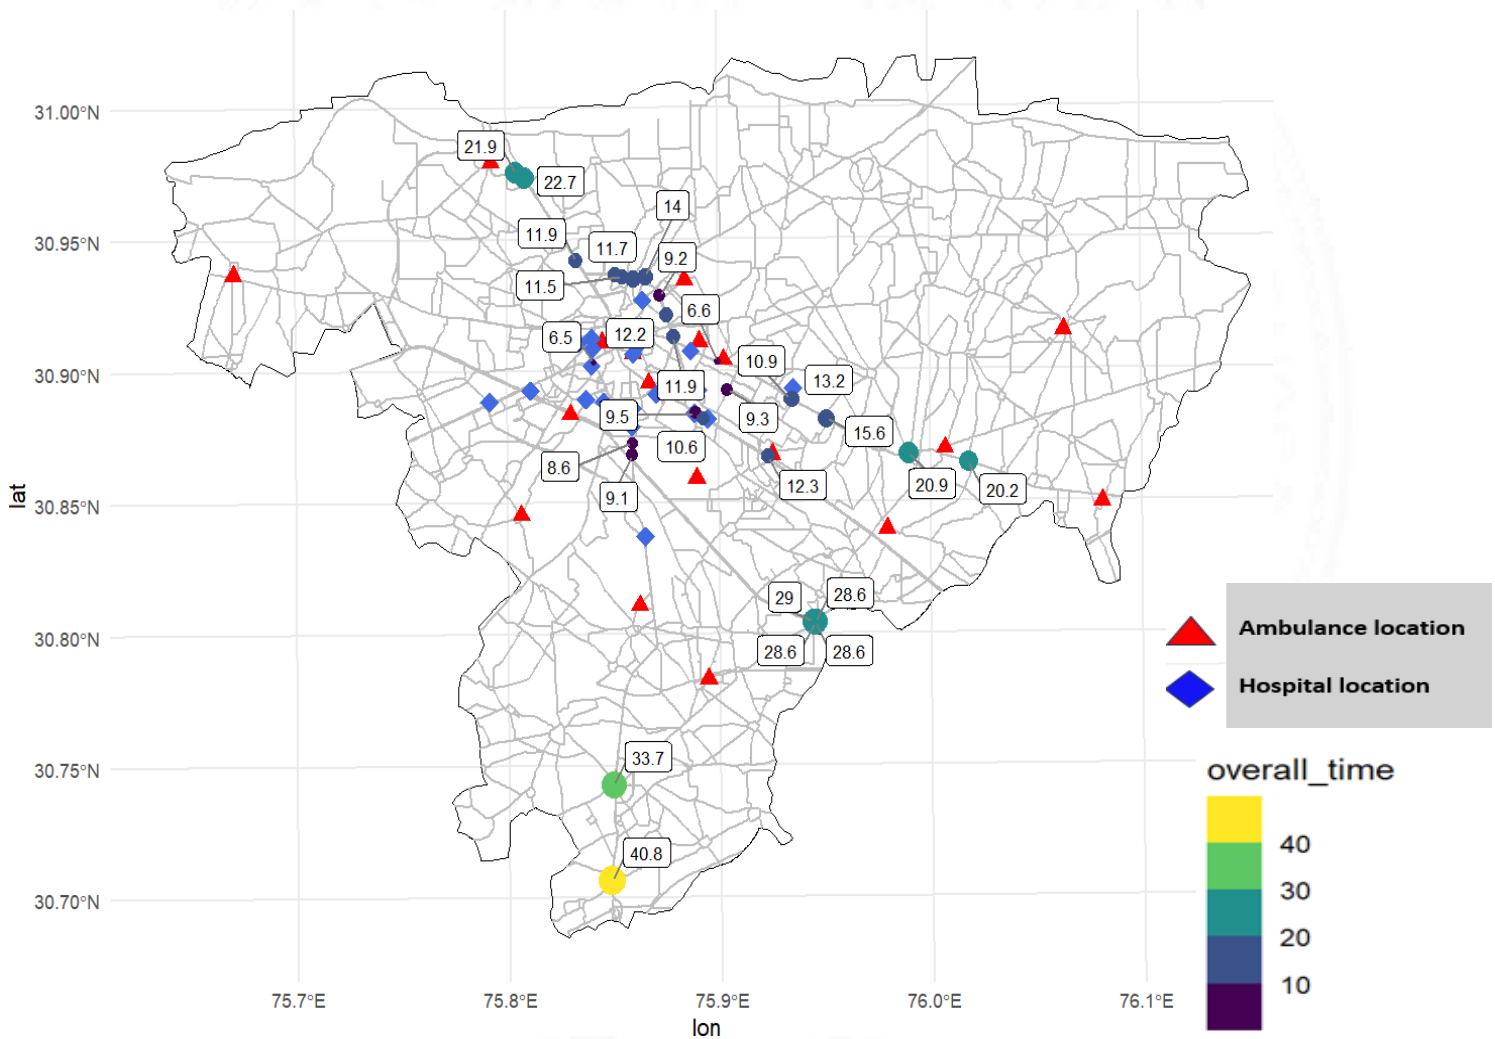 31.00°N
30.95°N
30.90°N
30.85°N
30.80°N
30.75°N
30.70°N
lat
21.9
22.7
14
11.9
11.7
9.2
11.5
6.6
6.5
12.2
10.9
13.2
11.9
9.5
9.3
15.6
10.6
8.6
12.3
20.9
20.2
9.1
29
28.6
28.6
28.6
33.7
40.8
75.7°E
75.8°E
75.9°E
76.0°E
76.1°E
lon
Ambulance location
Hospital location
overall_time
40
30
20
10